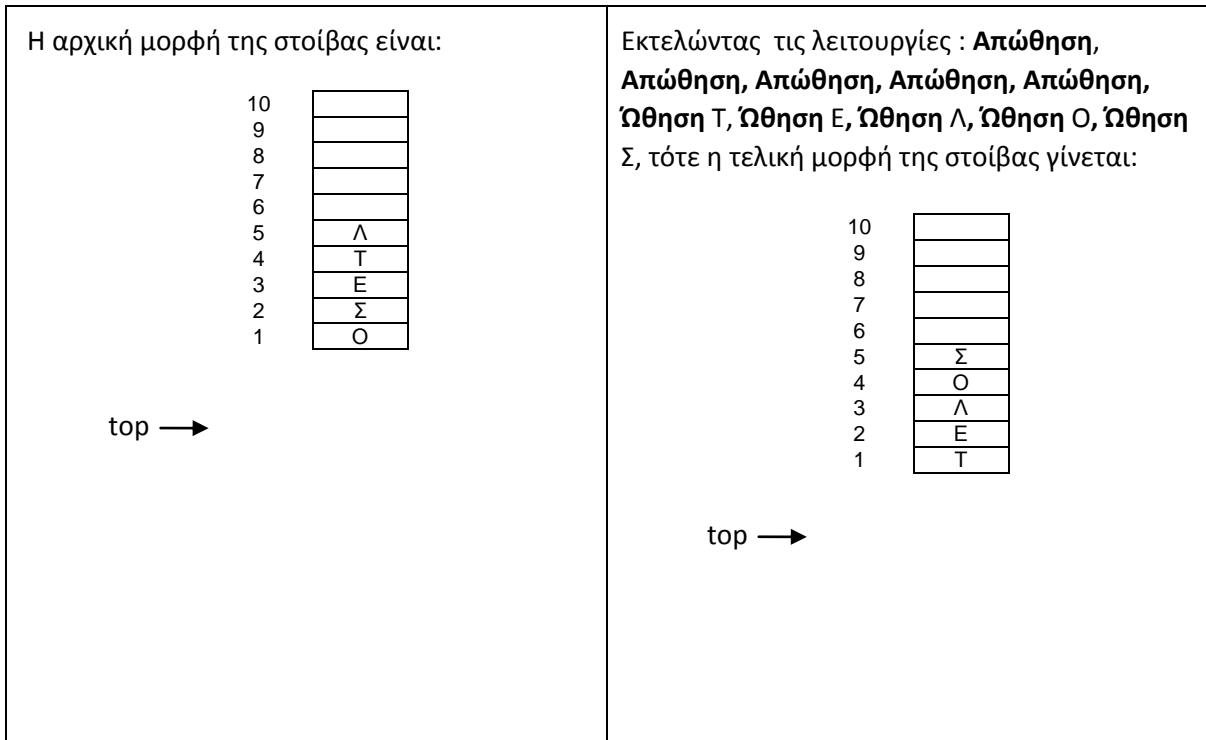 Η αρχική μορφή της στοίβας είναι:
10
9
8
7
6
5 Λ
4 Τ
3 Ε
2 Σ
1 Ο
top
Εκτελώντας τις λειτουργίες : Απώθηση,
Απώθηση, Απώθηση, Απώθηση, Απώθηση,
Ώθηση Τ, Ώθηση Ε, Ώθηση Λ, Ώθηση Ο, Ώθηση
Σ, τότε η τελική μορφή της στοίβας γίνεται:
10
9
8
7
6
5 Σ
4 Ο
3 Λ
2 Ε
1 Τ
top